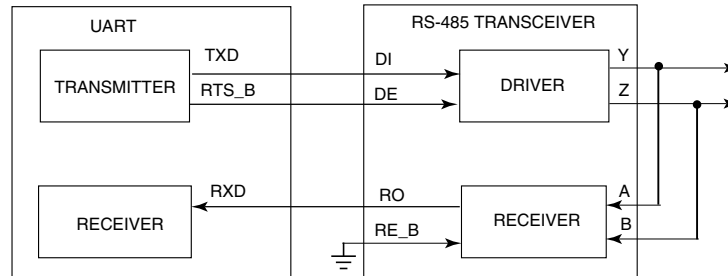 UART
RS-485 TRANSCEIVER
TXD
DI
Y
TRANSMITTER
DRIVER
RTS_B
DE
Z
RXD
RO
A
RECEIVER
RECEIVER
RE_B
B